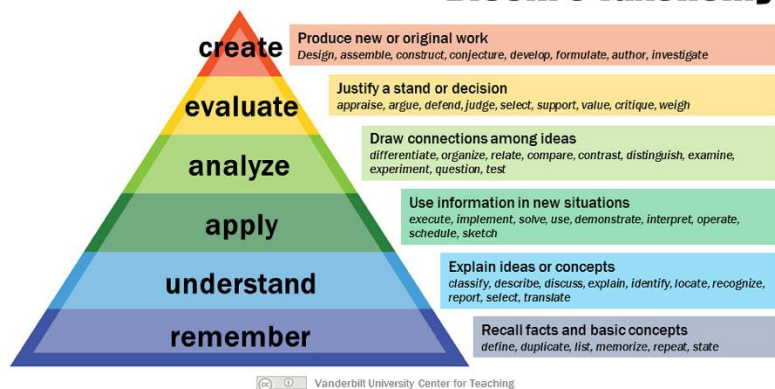 create
Produce new or original work
Design, assemble, construct, conjecture, develop, formulate, author, investigate
evaluate
Justify a stand or decision
appraise, argue, defend, judge, select, support, value, critique, weigh
analyze
Draw connections among ideas
differentiate, organize, relate, compare, contrast, distinguish, examine,
experiment, question, test
apply
Use information in new situations
execute, implement, solve, use, demonstrate, interpret, operate,
schedule, sketch
understand
Explain ideas or concepts
classify, describe, discuss, explain, identify, locate, recognize,
report, select, translate
remember
Recall facts and basic concepts
define, duplicate, list, memorize, repeat, state
cc Vanderbilt University Center for Teaching